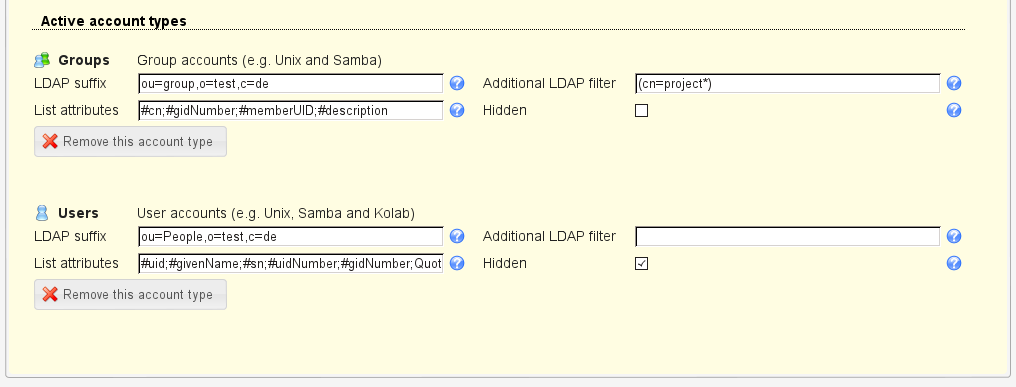 Active account types
Groups Group accounts (e.g. Unix and Samba)
LDAP suffix ou=group,o=test,c=de Additional LDAP filter (cn=project*)
List attributes #cn;#gidNumber;#memberUID;#description Hidden
Remove this account type
Users User accounts (e.g. Unix, Samba and Kolab)
LDAP suffix ou=People,o=test,c=de Additional LDAP filter
List attributes #uid;#givenName;#sn;#uidNumber;#gidNumber;Quot Hidden
Remove this account type